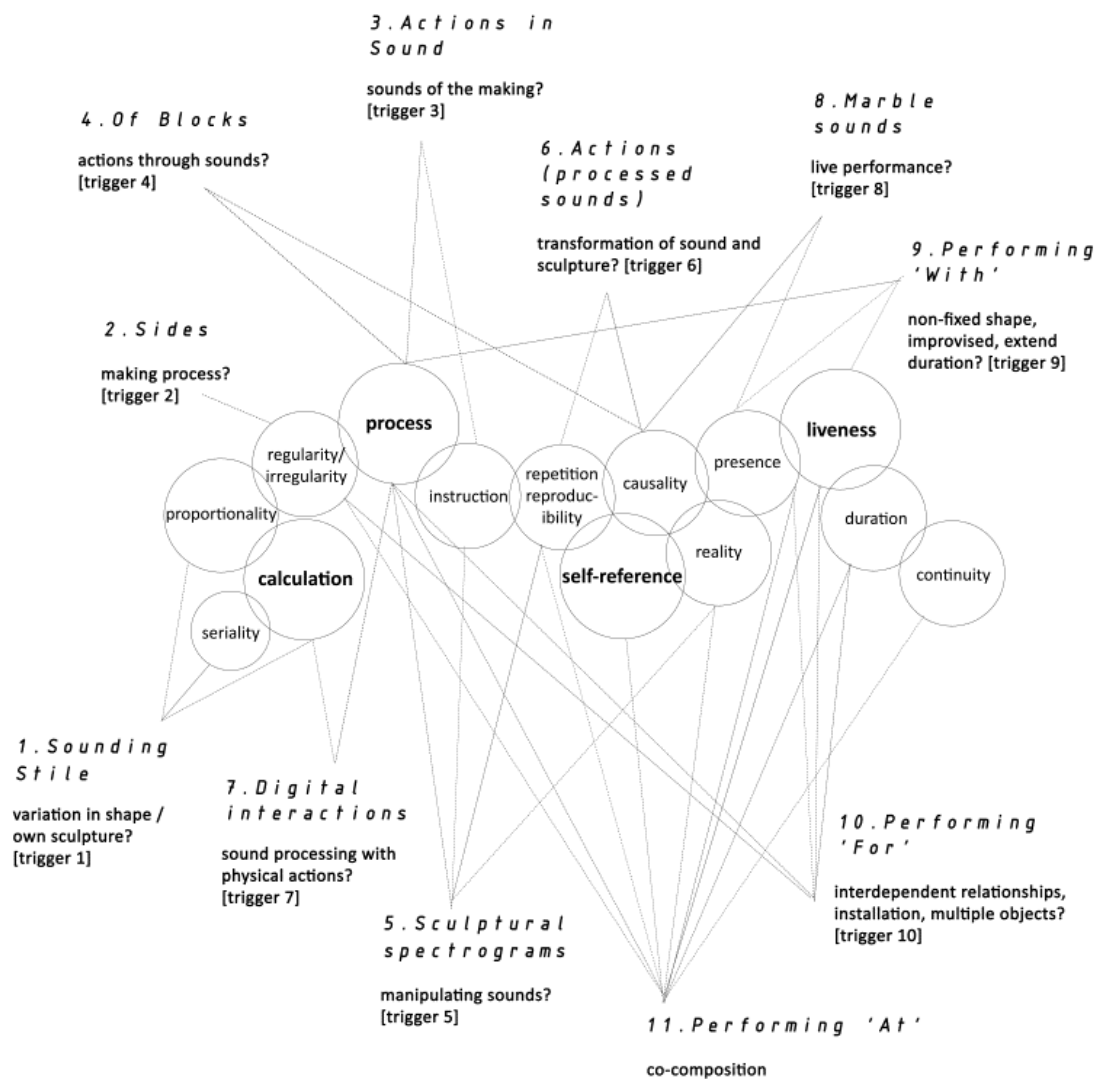 3.Actions in
Sound
sounds of the making?
[trigger 3]
4.Of Blocks
actions through sounds?
[trigger 4]
8.Marble
sounds
live performance?
[trigger 8]
6.Actions
(processed
sounds)
transformation of sound and
sculpture? [trigger 6]
9.Performing
'With'
non-fixed shape,
improvised, extend
duration? [trigger 9]
2.Sides
making process?
[trigger 2]
process
liveness
regularity/
irregularity
instruction
repetition
reproduc-
ibility
causality
presence
proportionality
duration
calculation
self-reference
reality
continuity
seriality
1.Sounding
Stile
variation in shape /
own sculpture?
[trigger 1]
7.Digital
interactions
sound processing with
physical actions?
[trigger 7]
10.Performing
'For'
interdependent relationships,
installation, multiple objects?
[trigger 10]
5.Sculptural
spectrograms
manipulating sounds?
[trigger 5]
11.Performing 'At'
co-composition